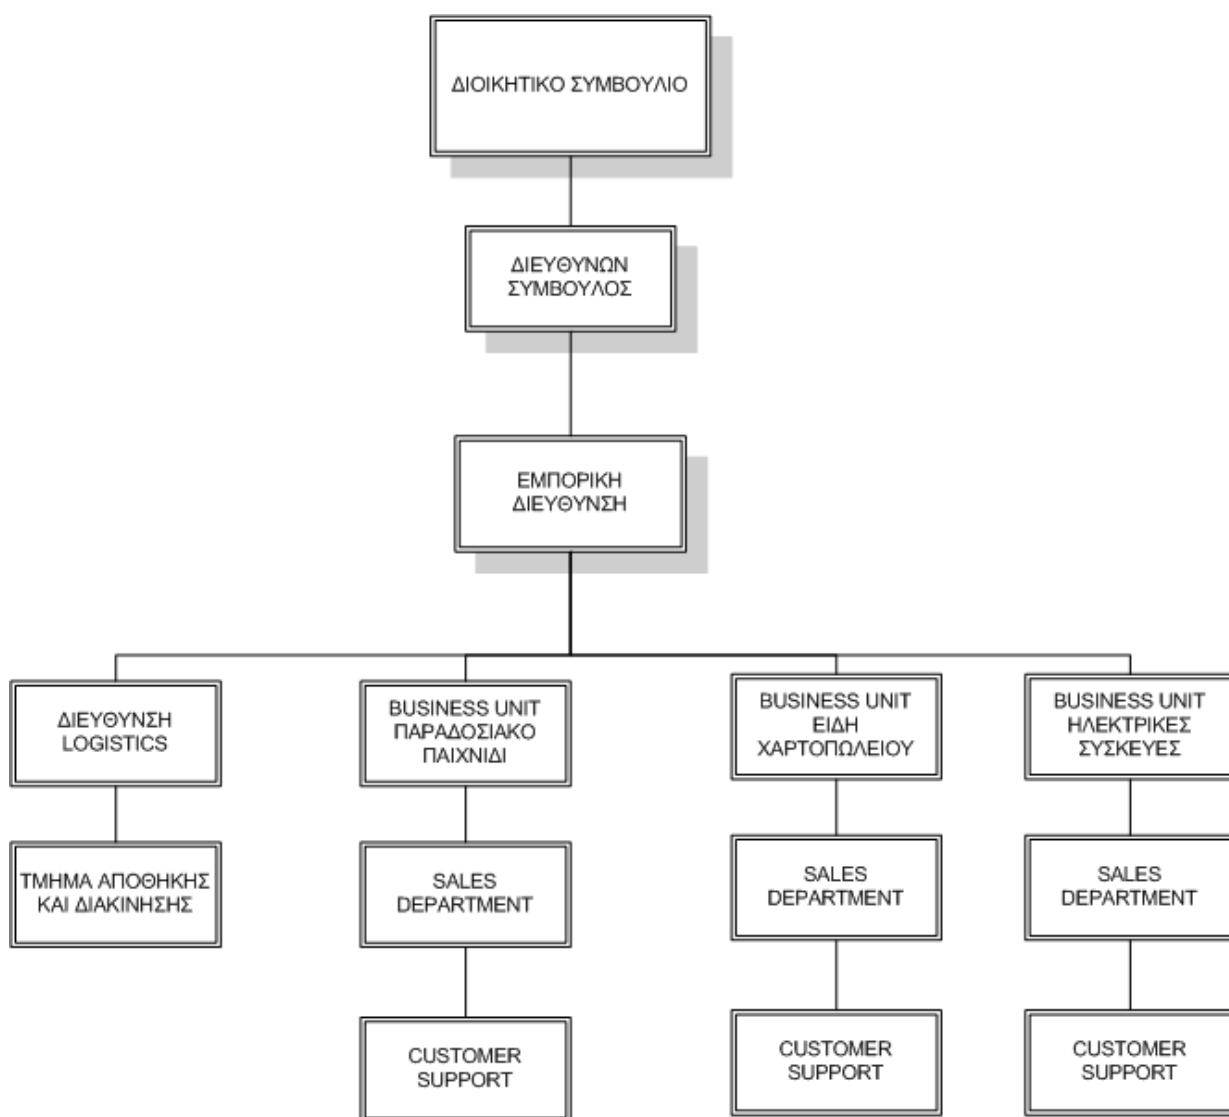 ΔΙΟΙΚΗΤΙΚΟ ΣΥΜΒΟΥΛΙΟ
ΔΙΕΥΘΥΝΩΝ
ΣΥΜΒΟΥΛΟΣ
ΕΜΠΟΡΙΚΗ
ΔΙΕΥΘΥΝΣΗ
ΔΙΕΥΘΥΝΣΗ
LOGISTICS
BUSINESS UNIT
ΠΑΡΑΔΟΣΙΑΚΟ
ΠΑΙΧΝΙΔΙ
BUSINESS UNIT
ΕΙΔΗ
ΧΑΡΤΟΠΩΛΕΙΟΥ
BUSINESS UNIT
ΗΛΕΚΤΡΙΚΕΣ
ΣΥΣΚΕΥΕΣ
ΤΜΗΜΑ ΑΠΟΘΗΚΗΣ
ΚΑΙ ΔΙΑΚΙΝΗΣΗΣ
SALES
DEPARTMENT
SALES
DEPARTMENT
SALES
DEPARTMENT
CUSTOMER
SUPPORT
CUSTOMER
SUPPORT
CUSTOMER
SUPPORT